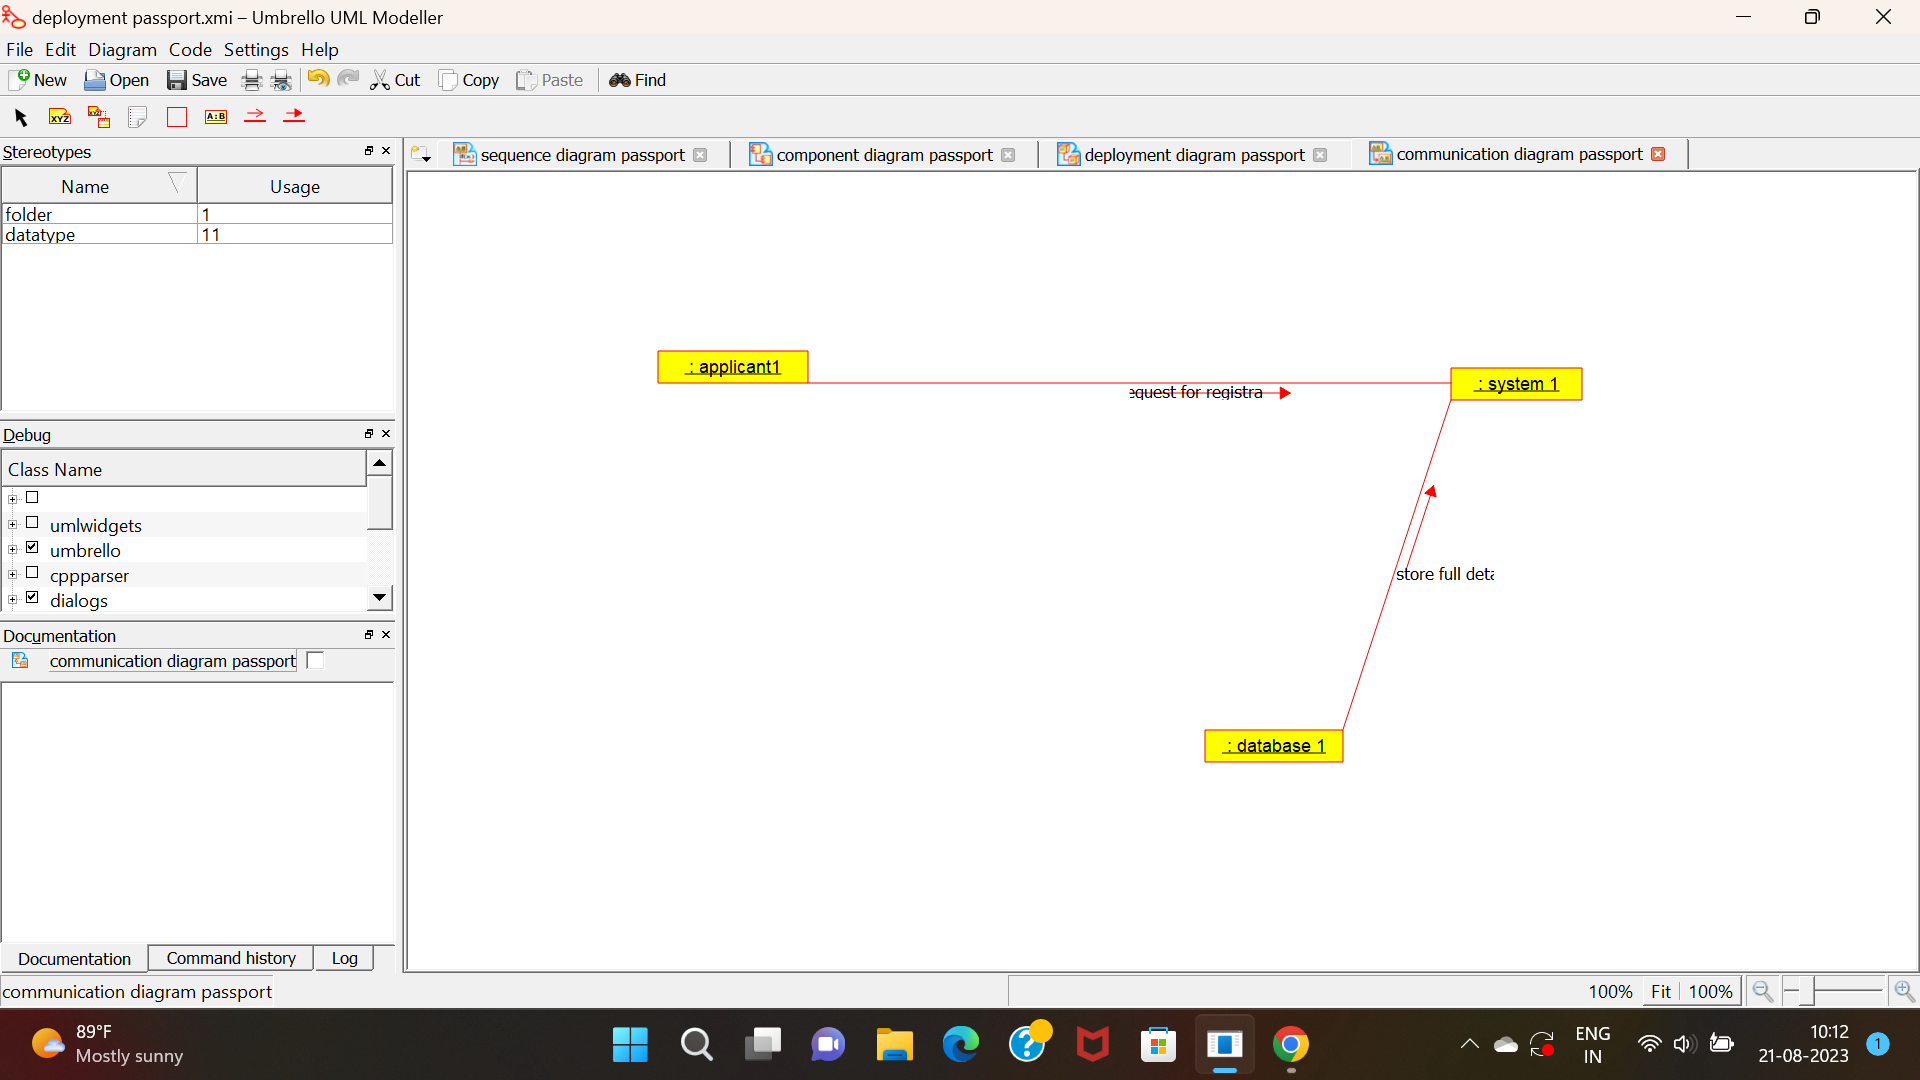 deployment passport.xmi – Umbrello UML Modeller
File Edit Diagram Code Settings Help
New Open Save Cut Copy Paste Find
XYZ XYZ A:B
Stereotypes
Name Usage
folder 1
datatype 11
Debug
Class Name
umlwidgets
umbrello
cppparser
dialogs
Documentation
communication diagram passport
Documentation Command history Log
sequence diagram passport component diagram passport deployment diagram passport communication diagram passport
: applicant1
: system 1
equest for registra
store full deta
: database 1
communication diagram passport
100% Fit 100%
89°F
Mostly sunny
ENG
IN
10:12
21-08-2023
1